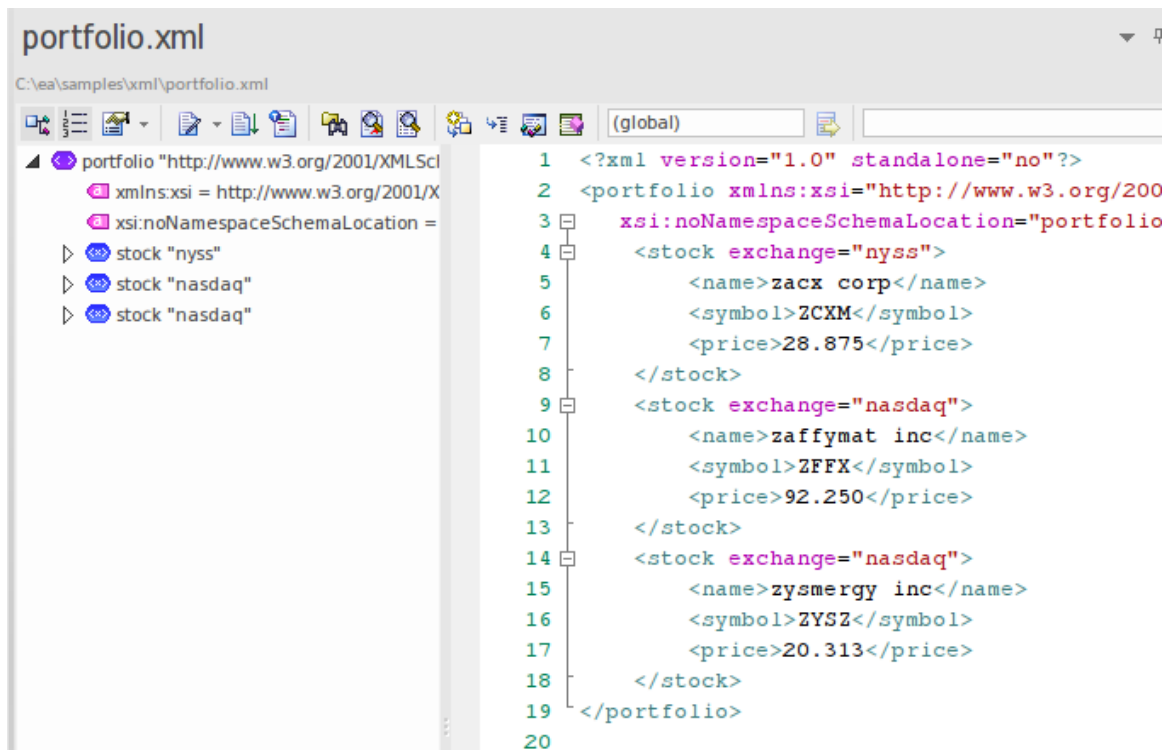 portfolio.xml
C:\ea\samples\xml\portfolio.xml
(global)
portfolio "http://www.w3.org/2001/XMLScl
xmlns:xsi = http://www.w3.org/2001/X
xsi:noNamespaceSchemaLocation =
stock "nyss"
stock "nasdaq"
stock "nasdaq"
1 <?xml version="1.0" standalone="no"?>
2 <portfolio xmlns:xsi="http://www.w3.org/200
3 xsi:noNamespaceSchemaLocation="portfolio
4 <stock exchange="nyss">
5 <name>zacx corp</name>
6 <symbol>ZCXM</symbol>
7 <price>28.875</price>
8 </stock>
9 <stock exchange="nasdaq">
10 <name>zaffymat inc</name>
11 <symbol>ZFFX</symbol>
12 <price>92.250</price>
13 </stock>
14 <stock exchange="nasdaq">
15 <name>zysmergy inc</name>
16 <symbol>ZYSZ</symbol>
17 <price>20.313</price>
18 </stock>
19 </portfolio>
20